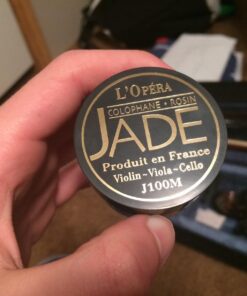 L'Opéra
COLOPHANE • ROSIN
JADE
Produit en France
Violin ~ Viola ~ Cello
J100M